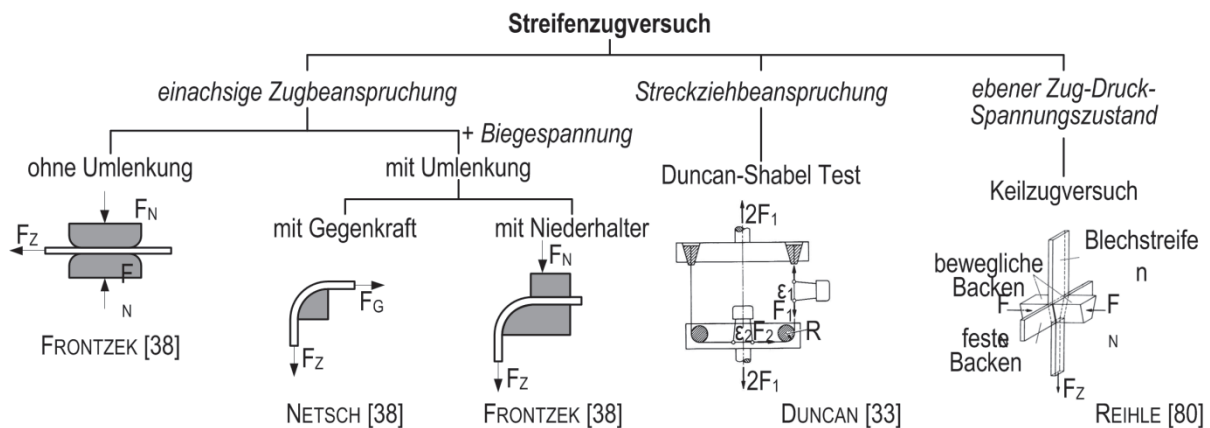 Streifenzugversuch
einachsige Zugbeanspruchung
Streckziehbeanspruchung
ebener Zug-Druck-
Spannungszustand
+ Biegespannung
ohne Umlenkung
mit Umlenkung
Duncan-Shabel Test
Keilzugversuch
mit Gegenkraft
mit Niederhalter
FN
FZ
F
N
FRONTZEK [38]
FG
FZ
NETSCH [38]
FN
FZ
FRONTZEK [38]
2F1
ε1
F1
ε2
F2
R
2F1
DUNCAN [33]
Blechstreife
n
bewegliche
Backen
F
F
N
feste
N
Backen
FZ
REIHLE [80]